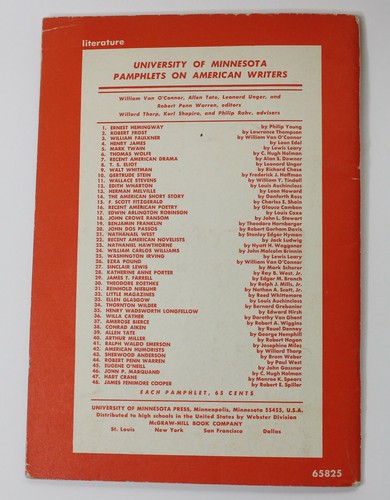 literature
UNIVERSITY OF MINNESOTA
PAMPHLETS ON AMERICAN WRITERS
William Van O'Connor, Allen Tate, Leonard Unger, and
Robert Penn Warren, editors
Willard Thorp, Karl Shapiro, and Philip Rahv, advisers
1. ERNEST HEMINGWAY by Philip Young
2. ROBERT FROST by Lawrance Thompson
3. WILLIAM FAULKNER by William Van O'Connor
4. HENRY JAMES by Leon Edel
5. MARK TWAIN by Lewis Leary
6. THOMAS WOLFE by C. Hugh Holman
7. RECENT AMERICAN DRAMA by Alan S. Downer
8. T. S. ELIOT by Leonard Unger
9. WALT WHITMAN by Richard Chase
10. GERTRUDE STEIN by Frederick J. Hoffman
11. WALLACE STEVENS by William Y. Tindall
12. EDITH WHARTON by Louis Auchincloss
13. HERMAN MELVILLE by Leon Howard
14. THE AMERICAN SHORT STORY by Danforth Ross
15. F. SCOTT FITZGERALD by Charles E. Shain
16. RECENT AMERICAN POETRY by Glauco Cambon
17. EDWIN ARLINGTON ROBINSON by Louis Coxe
18. JOHN CROWE RANSOM by John L. Stewart
19. BENJAMIN FRANKLIN by Theodore Hornberger
20. JOHN DOS PASSOS by Robert Gorham Davis
21. NATHANAEL WEST by Stanley Edgar Hyman
22. RECENT AMERICAN NOVELISTS by Jack Ludwig
23. NATHANIEL HAWTHORNE by Hyatt H. Waggoner
24. WILLIAM CARLOS WILLIAMS by John Malcolm Brinnin
25. WASHINGTON IRVING by Lewis Leary
26. EZRA POUND by William Van O'Connor
27. SINCLAIR LEWIS by Mark Schorer
28. KATHERINE ANNE PORTER by Ray B. West, Jr.
29. JAMES T. FARRELL by Edgar M. Branch
30. THEODORE ROETHKE by Ralph J. Mills, Jr.
31. REINHOLD NIEBUHR by Nathan A. Scott, Jr.
32. LITTLE MAGAZINES by Reed Whittemore
33. ELLEN GLASGOW by Louis Auchincloss
34. THORNTON WILDER by Bernard Grebanier
35. HENRY WADSWORTH LONGFELLOW by Edward Hirsh
36. WILLA CATHER by Dorothy Van Ghent
37. AMBROSE BIERCE by Robert A. Wiggins
38. CONRAD AIKEN by Reuel Denney
39. ALLEN TATE by George Hemphill
40. ARTHUR MILLER by Robert Hogan
41. RALPH WALDO EMERSON by Josephine Miles
42. AMERICAN HUMORISTS by Willard Thorp
43. SHERWOOD ANDERSON by Brom Weber
44. ROBERT PENN WARREN by Paul West
45. EUGENE O'NEILL by John Gassner
46. JOHN P. MARQUAND by C. Hugh Holman
47. HART CRANE by Monroe K. Spears
48. JAMES FENIMORE COOPER by Robert E. Spiller
EACH PAMPHLET, 65 CENTS
UNIVERSITY OF MINNESOTA PRESS, Minneapolis, Minnesota 55455, U.S.A.
Distributed to high schools in the United States by Webster Division
McGRAW-HILL BOOK COMPANY
St. Louis New York San Francisco Dallas
65825